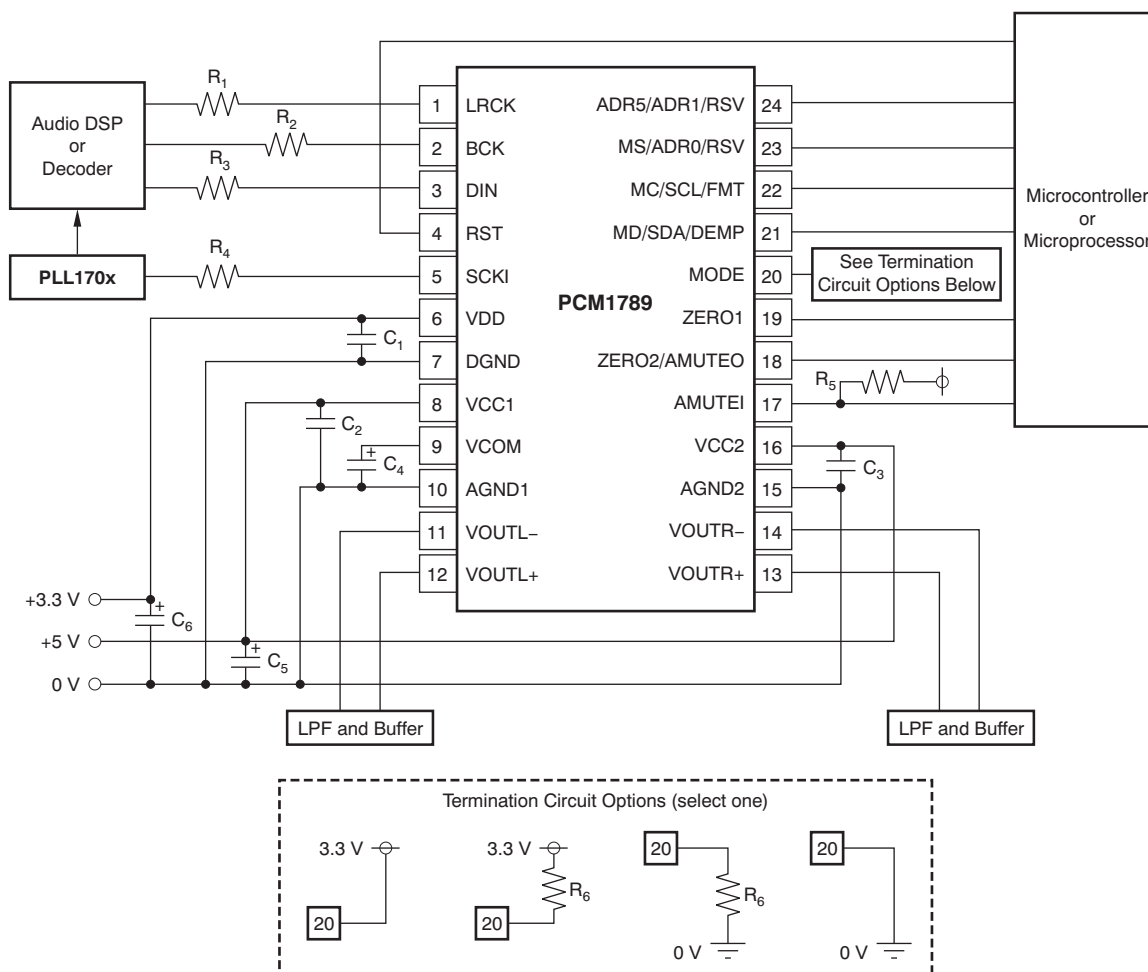 Audio DSP
or
Decoder
PLL170x
R1
R2
R3
R4
1 LRCK
2 BCK
3 DIN
4 RST
5 SCKI
6 VDD
7 DGND
8 VCC1
9 VCOM
10 AGND1
11 VOUTL−
12 VOUTL+
PCM1789
ADR5/ADR1/RSV 24
MS/ADR0/RSV 23
MC/SCL/FMT 22
MD/SDA/DEMP 21
MODE 20
ZERO1 19
ZERO2/AMUTEO 18
AMUTEI 17
VCC2 16
AGND2 15
VOUTR− 14
VOUTR+ 13
Microcontroller
or
Microprocessor
See Termination
Circuit Options Below
R5
C1
C2
+
C4
C3
+3.3 V
+
C6
+5 V
+
C5
0 V
LPF and Buffer
LPF and Buffer
Termination Circuit Options (select one)
3.3 V
20
3.3 V
R6
20
20
R6
0 V
20
0 V